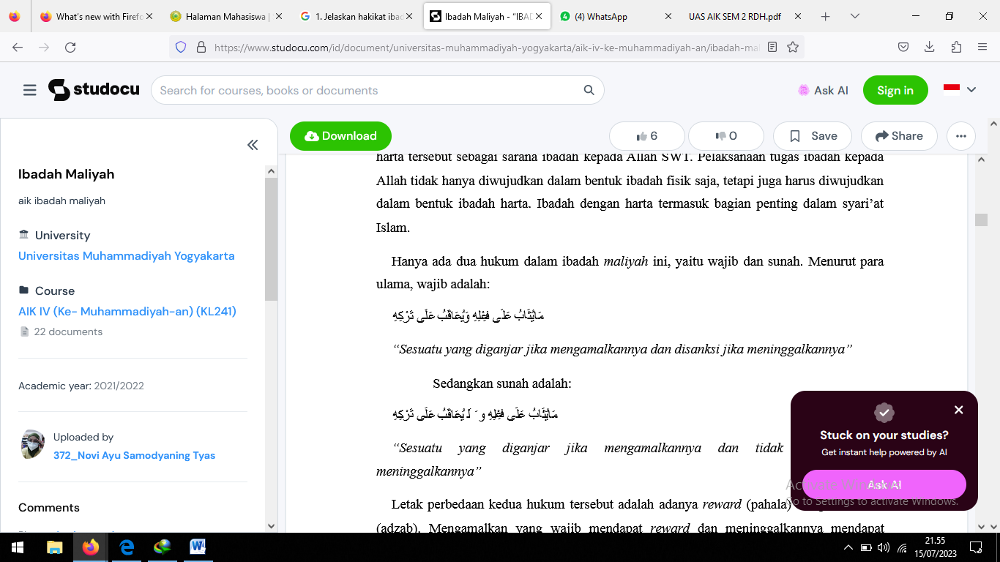 What's new with Firefo
Halaman Mahasiswa |
1. Jelaskan hakikat ibad
Ibadah Maliyah - "IBAD
(4) WhatsApp
UAS AIK SEM 2 RDH.pdf
https://www.studocu.com/id/document/universitas-muhammadiyah-yogyakarta/aik-iv-ke-muhammadiyah-an/ibadah-mal
studocu
Search for courses, books or documents
Ask AI
Sign in
Download
6
0
Save
Share
Ibadah Maliyah
aik ibadah maliyah
University
Universitas Muhammadiyah Yogyakarta
Course
AIK IV (Ke- Muhammadiyah-an) (KL241)
22 documents
Academic year: 2021/2022
Uploaded by
372_Novi Ayu Samodyaning Tyas
Comments
harta tersebut sebagai sarana ibadah kepada Allah SWT. Pelaksanaan tugas ibadah kepada
Allah tidak hanya diwujudkan dalam bentuk ibadah fisik saja, tetapi juga harus diwujudkan
dalam bentuk ibadah harta. Ibadah dengan harta termasuk bagian penting dalam syari'at
Islam.
Hanya ada dua hukum dalam ibadah maliyah ini, yaitu wajib dan sunah. Menurut para
ulama, wajib adalah:
مَايُثَابُ عَلَى فِعْلِهِ وَيُعَاقَبُ عَلَى تَرْكِهِ
"Sesuatu yang diganjar jika mengamalkannya dan disanksi jika meninggalkannya"
Sedangkan sunah adalah:
مَايُثَابُ عَلَى فِعْلِهِ وَ لَا يُعَاقَبُ عَلَى تَرْكِهِ
"Sesuatu yang diganjar jika mengamalkannya dan tidak
meninggalkannya"
Letak perbedaan kedua hukum tersebut adalah adanya reward (pahala)
(adzab). Mengamalkan yang wajib mendapat reward dan meninggalkannya mendapat
Stuck on your studies?
Get instant help powered by AI
Ask AI
Activate Windows
Go to Settings to activate Windows.
21.55
15/07/2023